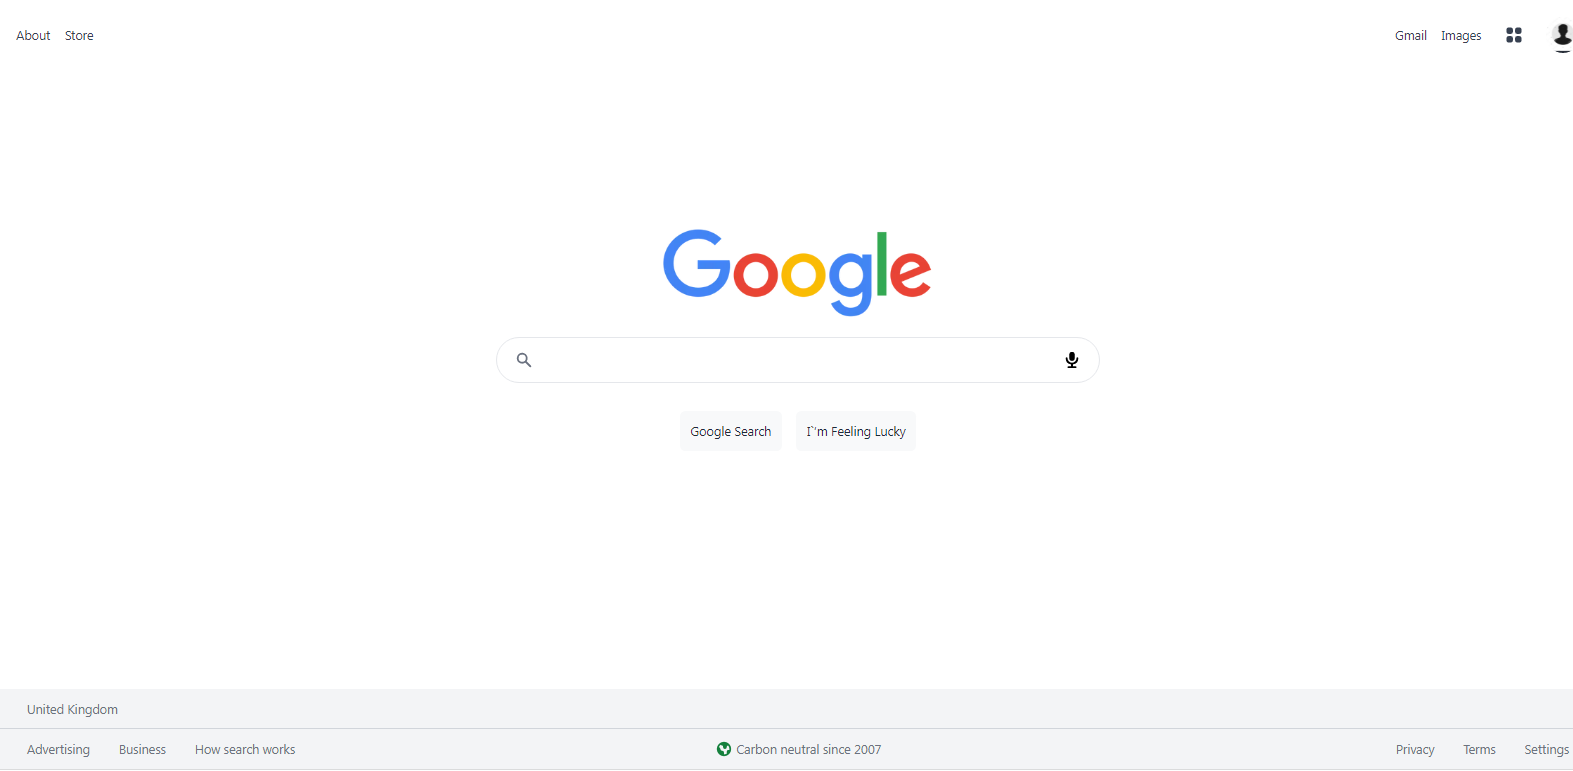 About Store Gmail Images
Google
Google Search I`'m Feeling Lucky
United Kingdom
Advertising Business How search works Carbon neutral since 2007 Privacy Terms Settings